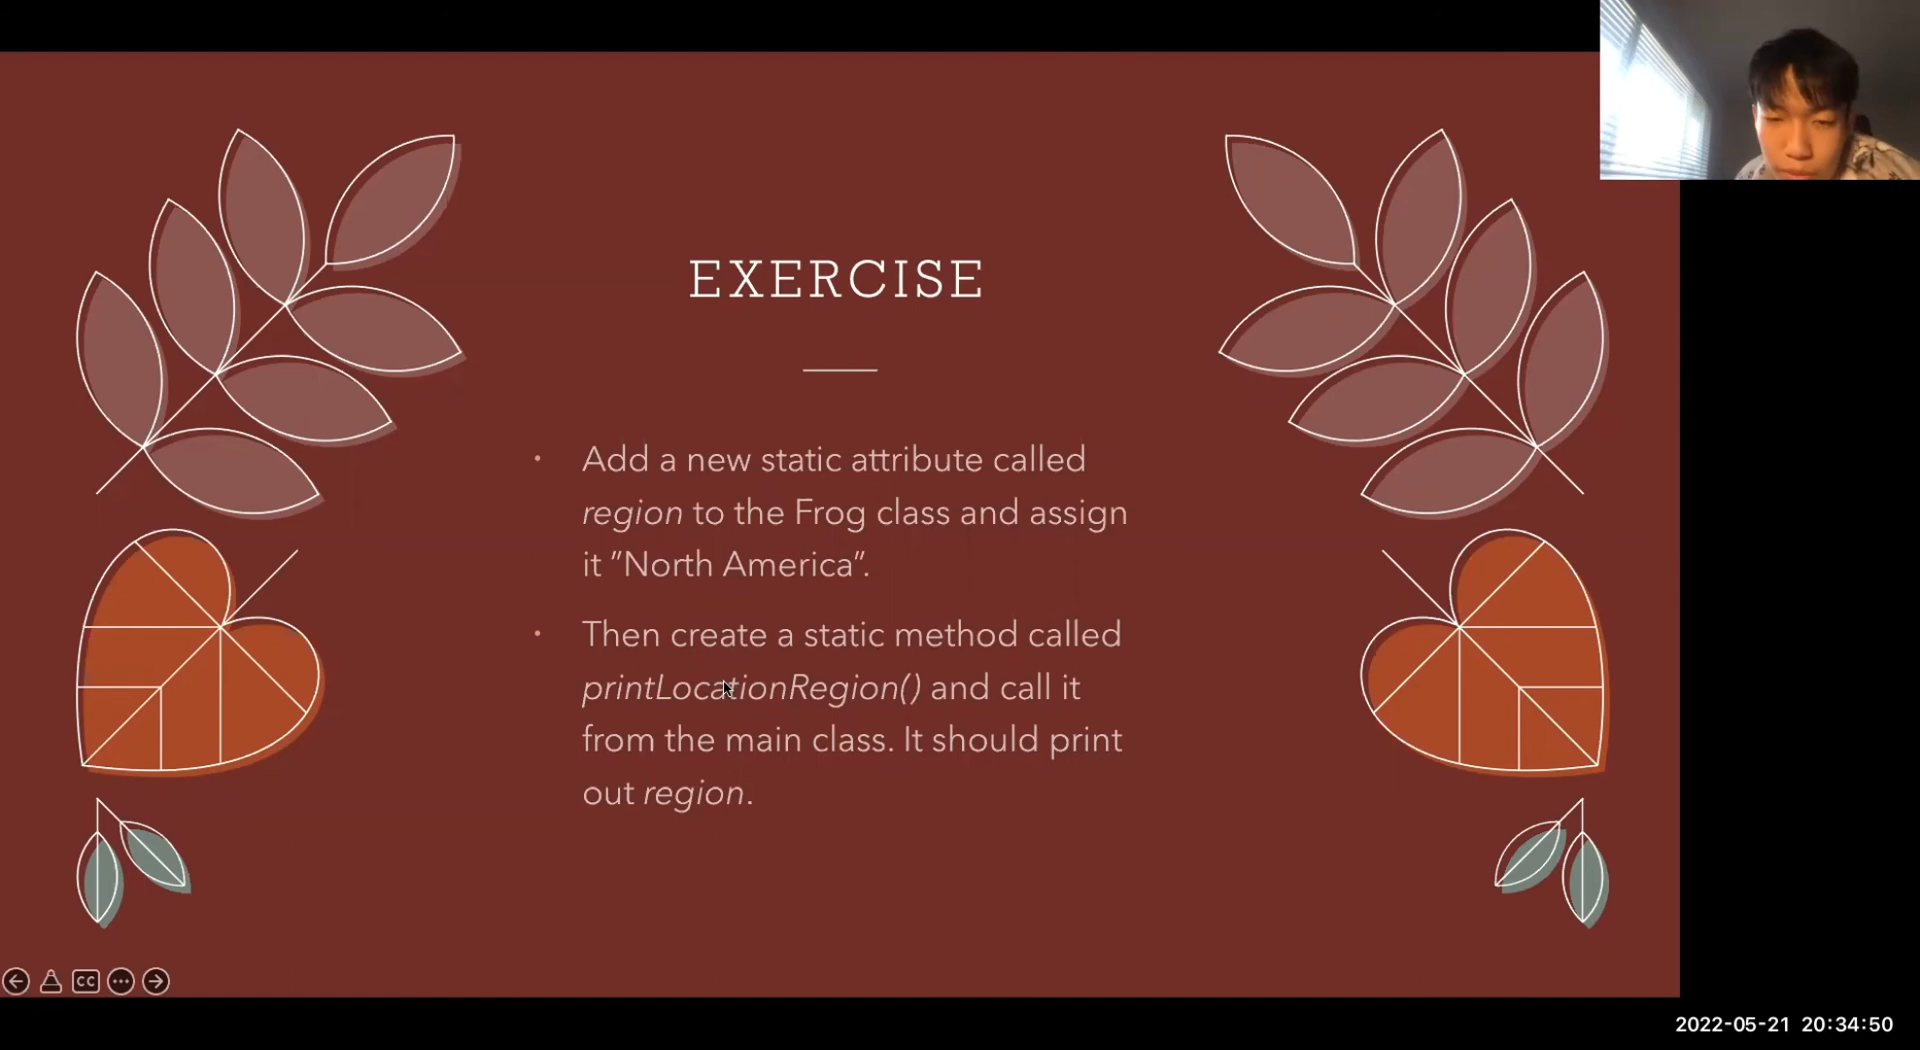 EXERCISE
• Add a new static attribute called
region to the Frog class and assign
it "North America".
• Then create a static method called
printLocationRegion() and call it
from the main class. It should print
out region.
CC
2022-05-21 20:34:50